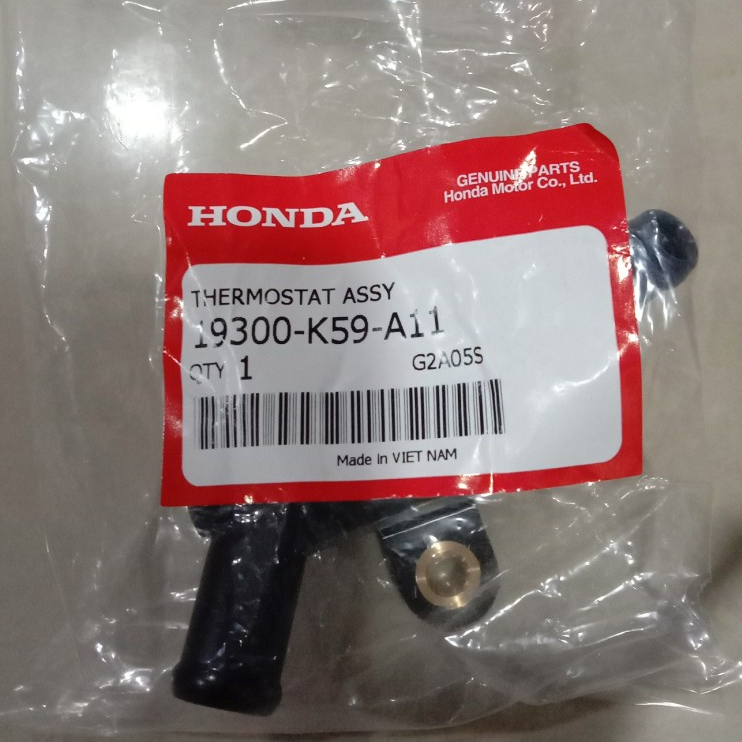 HONDA
GENUINE PARTS
Honda Motor Co., Ltd.
THERMOSTAT ASSY
19300-K59-A11
QTY 1 G2A05S
Made in VIET NAM